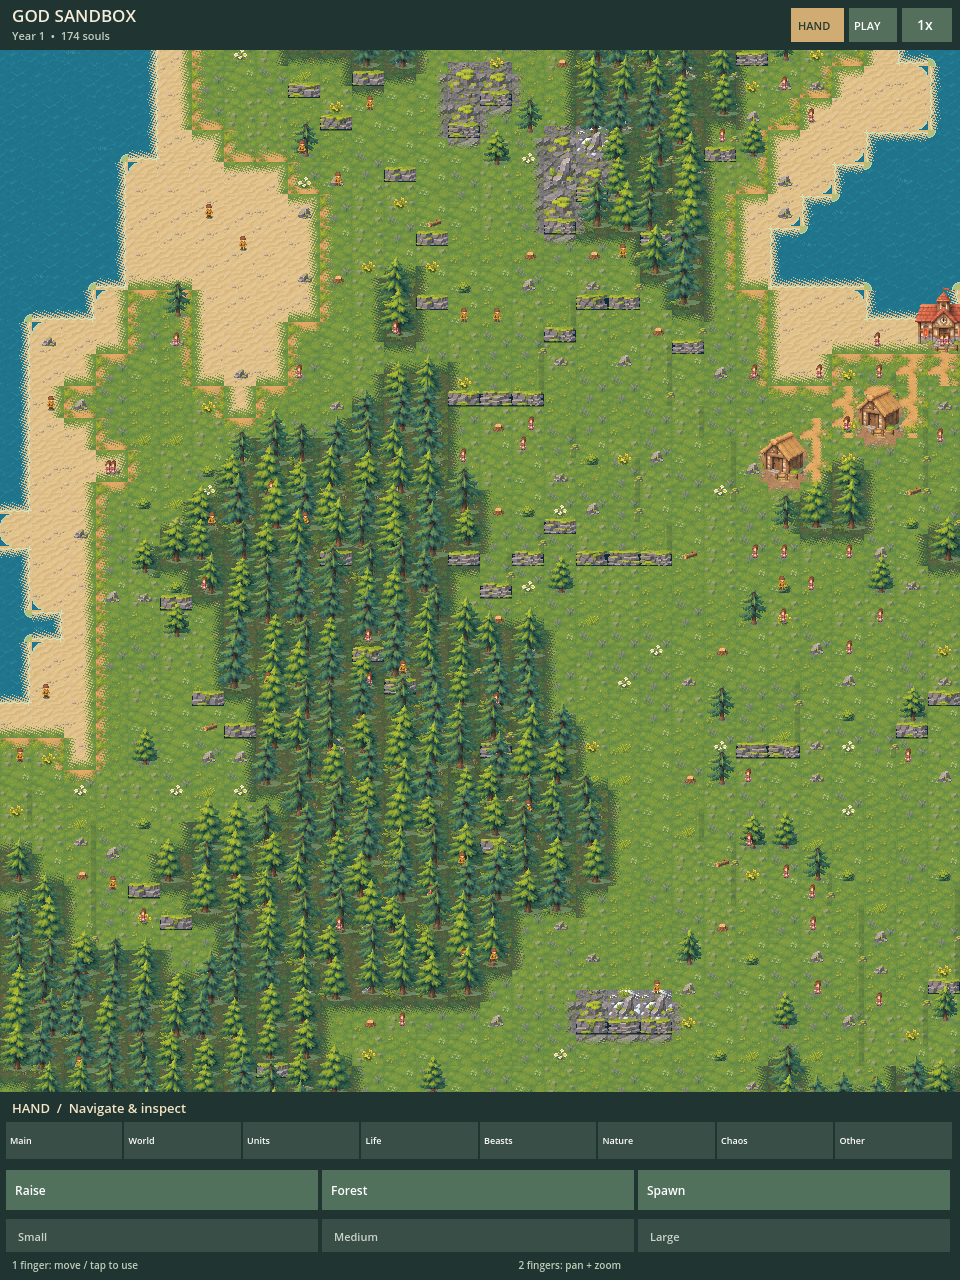 GOD SANDBOX
Year 1 • 174 souls
HAND
PLAY
1x
HAND / Navigate & inspect
Main
World
Units
Life
Beasts
Nature
Chaos
Other
Raise
Forest
Spawn
Small
Medium
Large
1 finger: move / tap to use
2 fingers: pan + zoom